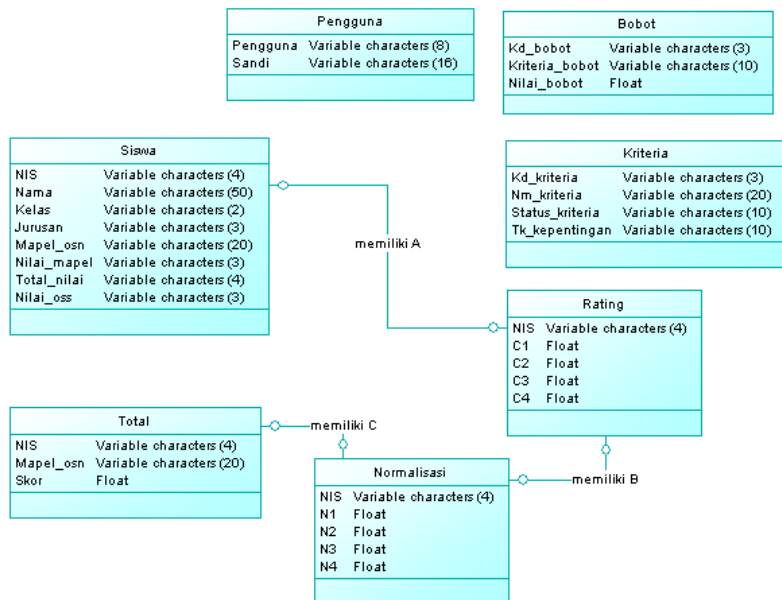 Pengguna
Pengguna Variable characters (8)
Sandi Variable characters (16)
Bobot
Kd_bobot Variable characters (3)
Kriteria_bobot Variable characters (10)
Nilai_bobot Float
Siswa
NIS Variable characters (4)
Nama Variable characters (50)
Kelas Variable characters (2)
Jurusan Variable characters (3)
Mapel_osn Variable characters (20)
Nilai_mapel Variable characters (3)
Total_nilai Variable characters (4)
Nilai_oss Variable characters (3)
Kriteria
Kd_kriteria Variable characters (3)
Nm_kriteria Variable characters (20)
Status_kriteria Variable characters (10)
Tk_kepentingan Variable characters (10)
memiliki A
Rating
NIS Variable characters (4)
C1 Float
C2 Float
C3 Float
C4 Float
Total
NIS Variable characters (4)
Mapel_osn Variable characters (20)
Skor Float
memiliki C
Normalisasi
NIS Variable characters (4)
N1 Float
N2 Float
N3 Float
N4 Float
memiliki B